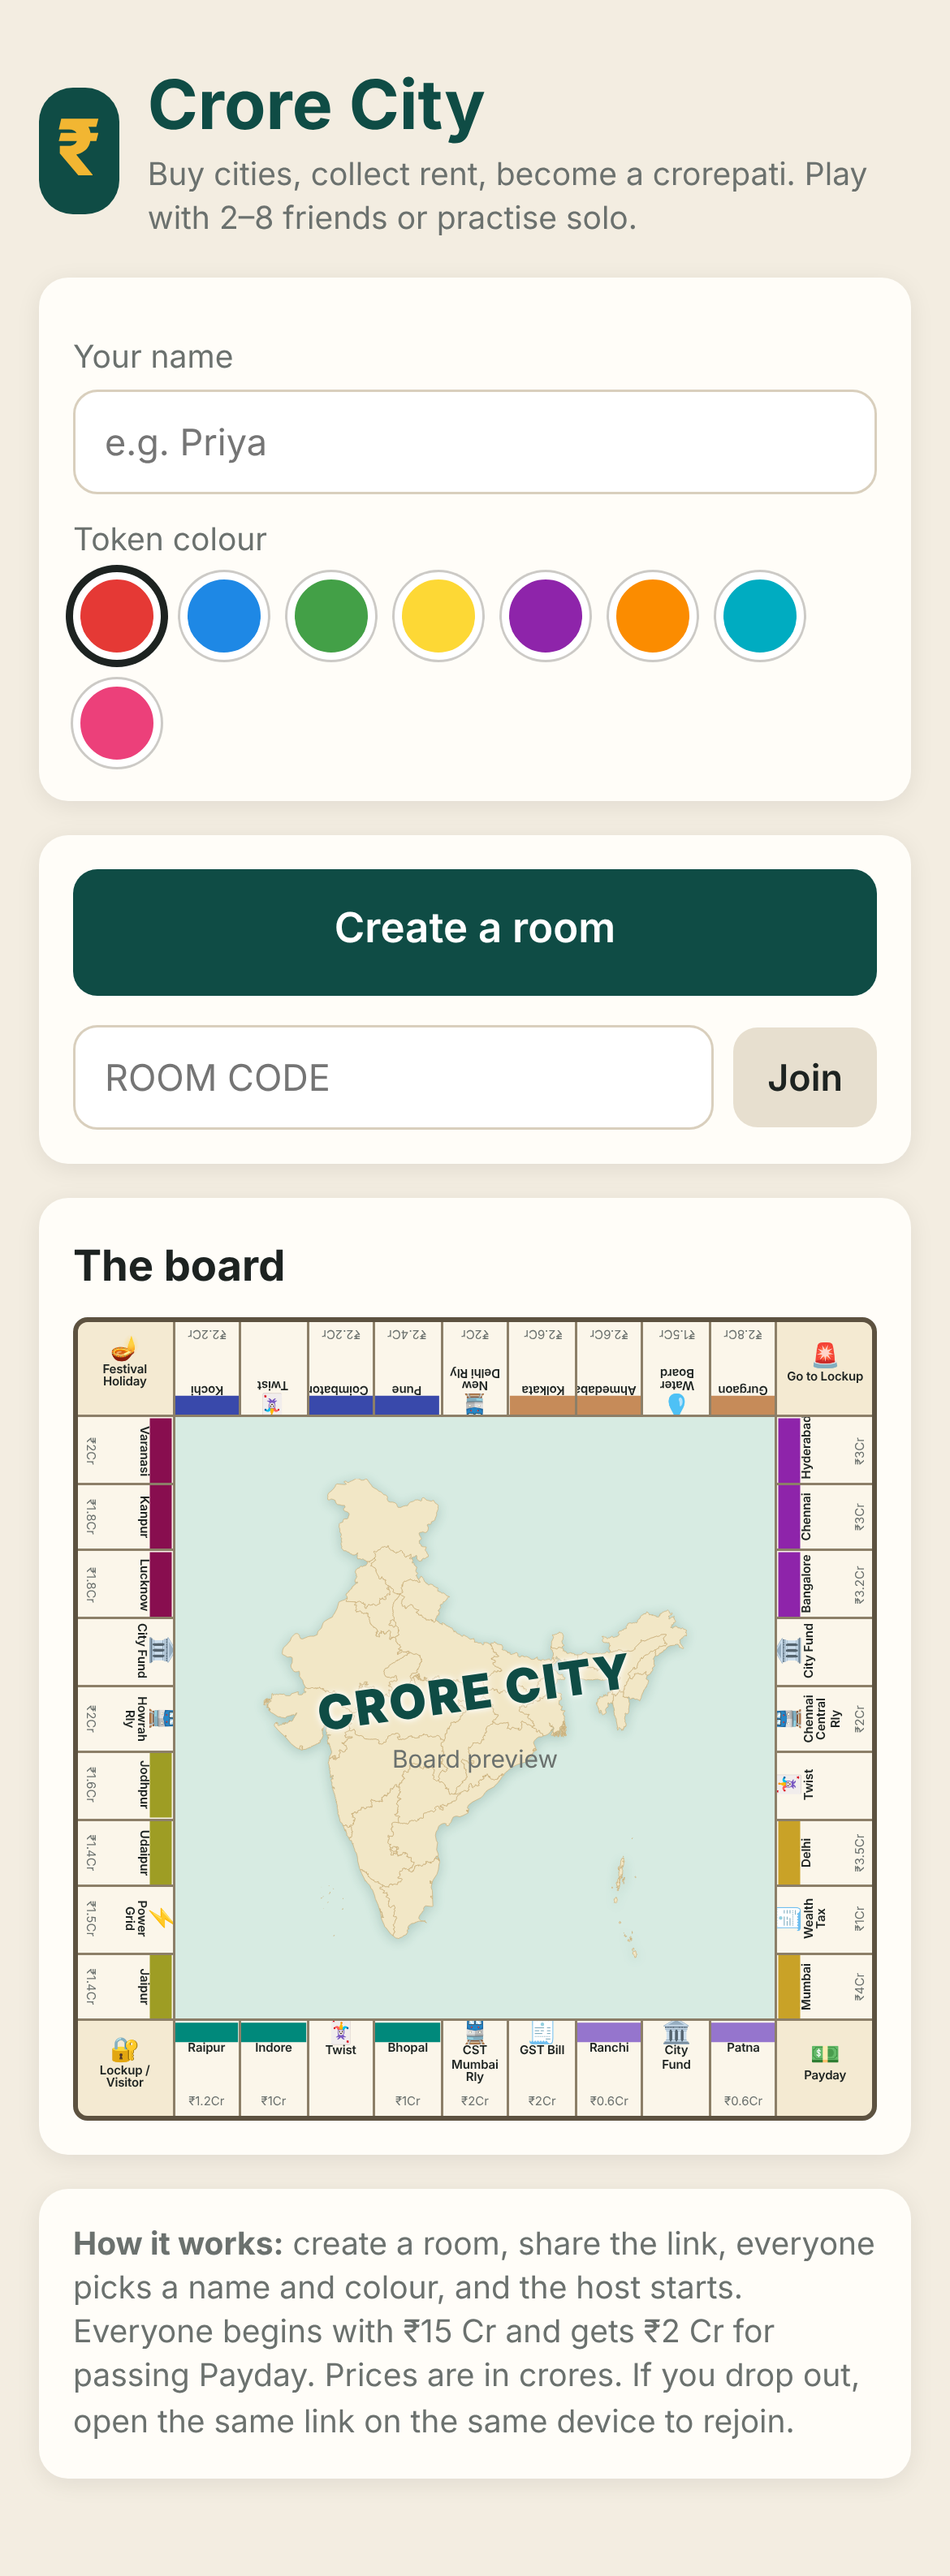 ₹
Crore City
Buy cities, collect rent, become a crorepati. Play
with 2–8 friends or practise solo.
Your name
e.g. Priya
Token colour
Create a room
ROOM CODE
Join
The board
Festival
Holiday
₹2.2Cr
Kochi
Twist
₹2.2Cr
Coimbator
₹2.4Cr
Pune
₹2Cr
New
Delhi Rly
₹2.6Cr
Kolkata
₹2.6Cr
Ahmedaba
₹1.5Cr
Water
Board
₹2.8Cr
Gurgaon
Go to Lockup
₹2Cr
Varanasi
Hyderabad
₹3Cr
₹1.8Cr
Kanpur
Chennai
₹3Cr
₹1.8Cr
Lucknow
Bangalore
₹3.2Cr
City Fund
City Fund
₹2Cr
Howrah
Rly
Chennai
Central
Rly
₹2Cr
₹1.6Cr
Jodhpur
Twist
₹1.4Cr
Udaipur
Delhi
₹3.5Cr
₹1.5Cr
Power
Grid
Wealth
Tax
₹1Cr
₹1.4Cr
Jaipur
Mumbai
₹4Cr
CRORE CITY
Board preview
Lockup /
Visitor
Raipur
₹1.2Cr
Indore
₹1Cr
Twist
Bhopal
₹1Cr
CST
Mumbai
Rly
₹2Cr
GST Bill
₹2Cr
Ranchi
₹0.6Cr
City
Fund
Patna
₹0.6Cr
Payday
How it works: create a room, share the link, everyone
picks a name and colour, and the host starts.
Everyone begins with ₹15 Cr and gets ₹2 Cr for
passing Payday. Prices are in crores. If you drop out,
open the same link on the same device to rejoin.